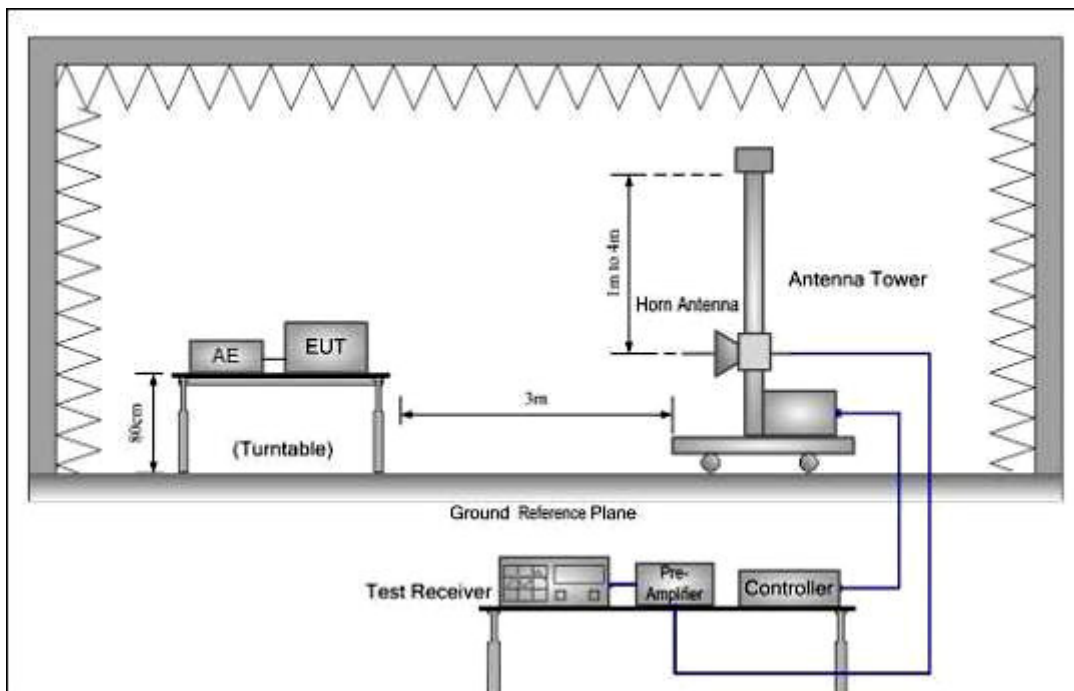 1m to 4m
Antenna Tower
Horn Antenna
AE
EUT
3m
80cm
(Turntable)
Ground Reference Plane
Test Receiver
Pre-
Amplifier
Controller